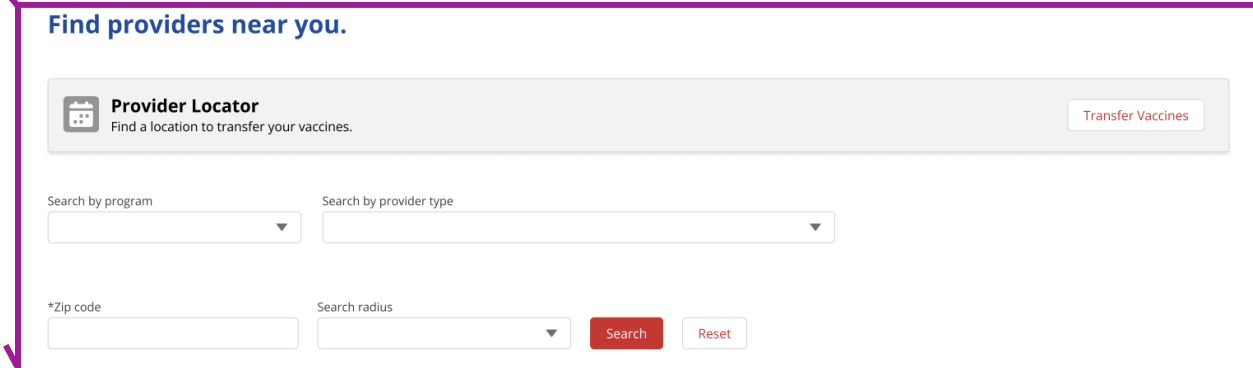 Find providers near you.
Provider Locator
Find a location to transfer your vaccines.
Transfer Vaccines
Search by program
Search by provider type
*Zip code
Search radius
Search
Reset